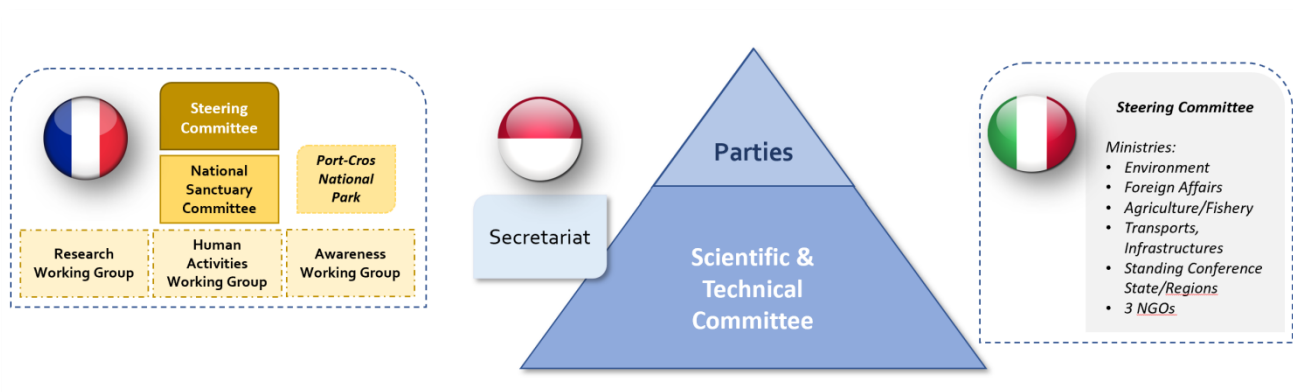 Steering
Committee
National
Sanctuary
Committee
Port-Cros
National
Park
Research
Working Group
Human
Activities
Working Group
Awareness
Working Group
Secretariat
Parties
Scientific &
Technical
Committee
Steering Committee
Ministries:
• Environment
• Foreign Affairs
• Agriculture/Fishery
• Transports,
Infrastructures
• Standing Conference
State/Regions
• 3 NGOs